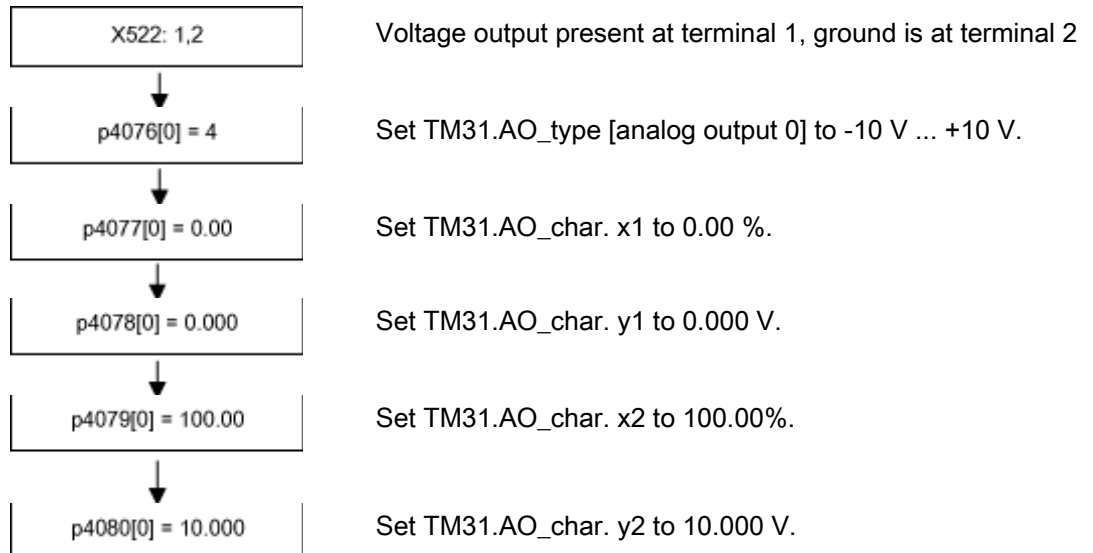 X522: 1,2 Voltage output present at terminal 1, ground is at terminal 2
p4076[0] = 4 Set TM31.AO_type [analog output 0] to -10 V ... +10 V.
p4077[0] = 0.00 Set TM31.AO_char. x1 to 0.00 %.
p4078[0] = 0.000 Set TM31.AO_char. y1 to 0.000 V.
p4079[0] = 100.00 Set TM31.AO_char. x2 to 100.00%.
p4080[0] = 10.000 Set TM31.AO_char. y2 to 10.000 V.